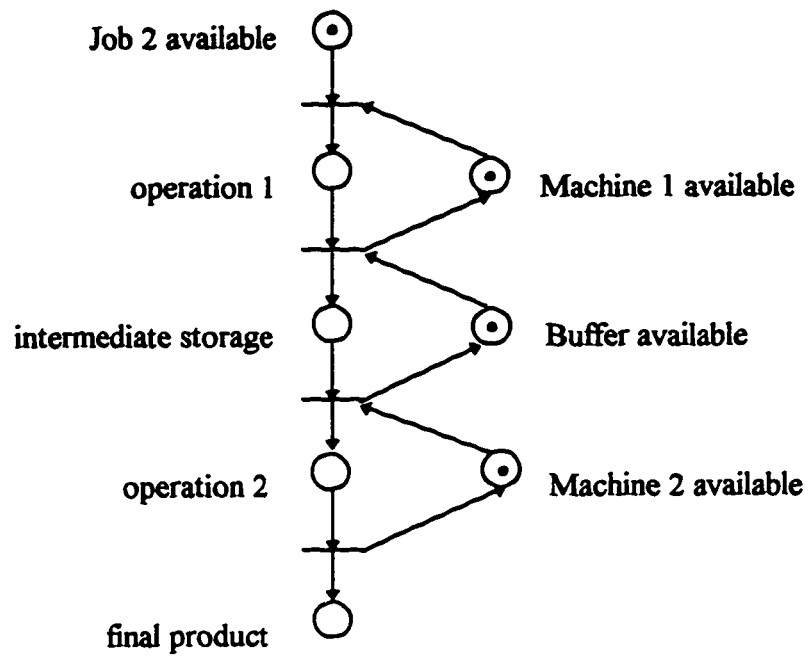 Job 2 available
operation 1
Machine 1 available
intermediate storage
Buffer available
operation 2
Machine 2 available
final product